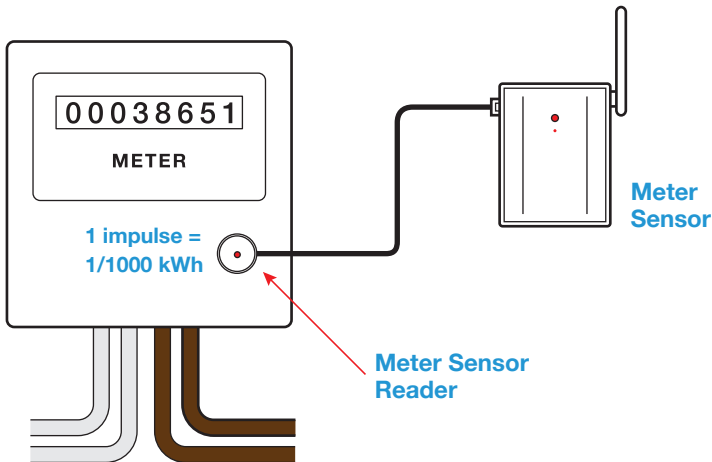 00038651
METER
1 impulse =
1/1000 kWh
Meter
Sensor
Meter Sensor
Reader